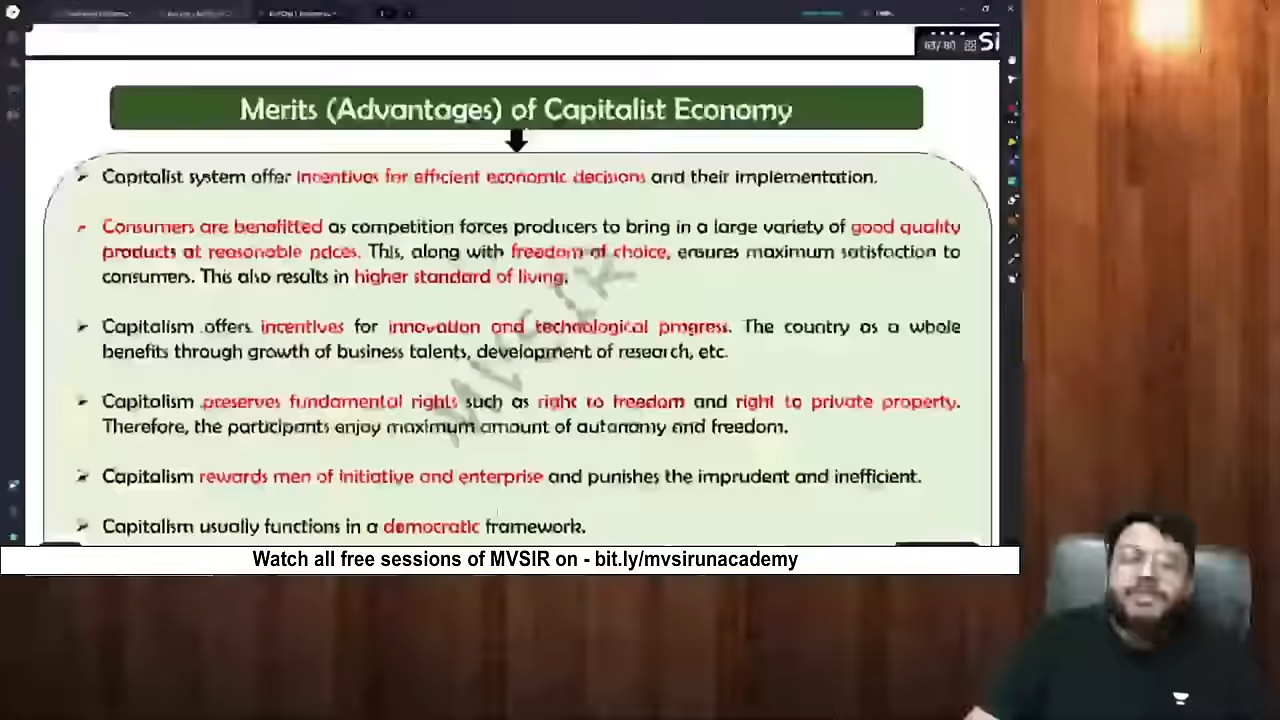 63/80
Merits (Advantages) of Capitalist Economy
Capitalist system offer incentives for efficient economic decisions and their implementation.
Consumers are benefitted as competition forces producers to bring in a large variety of good quality
products at reasonable prices. This, along with freedom of choice, ensures maximum satisfaction to
consumers. This also results in higher standard of living.
Capitalism offers incentives for innovation and technological progress. The country as a whole
benefits through growth of business talents, development of research, etc.
Capitalism preserves fundamental rights such as right to freedom and right to private property.
Therefore, the participants enjoy maximum amount of autonomy and freedom.
Capitalism rewards men of initiative and enterprise and punishes the imprudent and inefficient.
Capitalism usually functions in a democratic framework.
MVSIR
Watch all free sessions of MVSIR on - bit.ly/mvsirunacademy